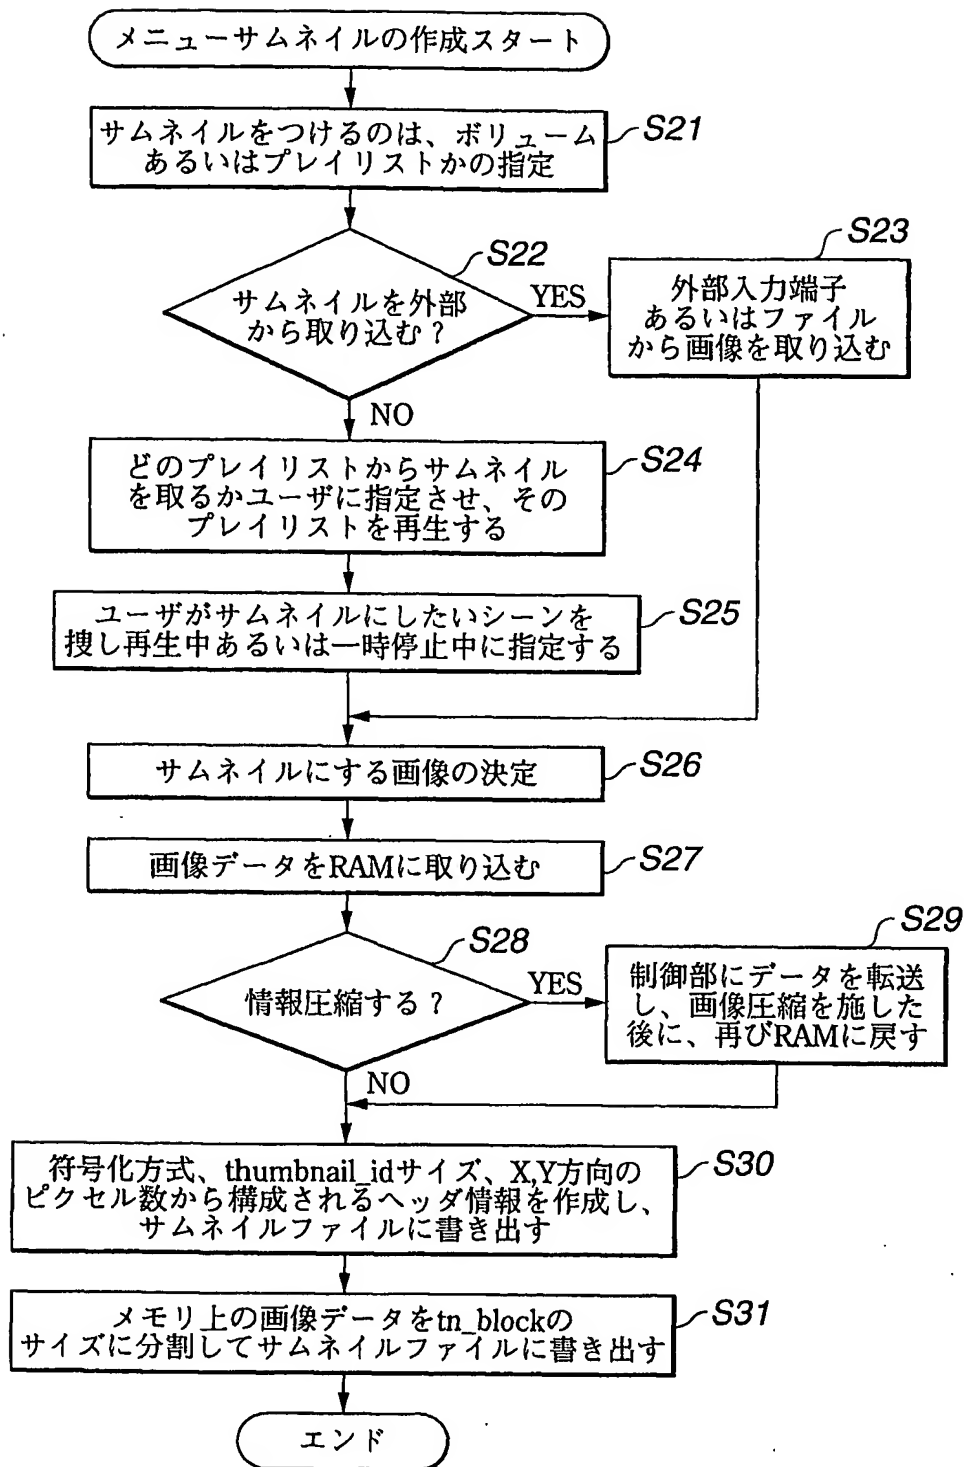 メニューサムネイルの作成スタート
サムネイルをつけるのは、ボリューム
あるいはプレイリストかの指定
S21
サムネイルを外部
から取り込む？
S22
YES
NO
外部入力端子
あるいはファイル
から画像を取り込む
S23
どのプレイリストからサムネイル
を取るかユーザに指定させ、その
プレイリストを再生する
S24
ユーザがサムネイルにしたいシーンを
捜し再生中あるいは一時停止中に指定する
S25
サムネイルにする画像の決定
S26
画像データをRAMに取り込む
S27
情報圧縮する？
S28
YES
NO
制御部にデータを転送
し、画像圧縮を施した
後に、再びRAMに戻す
S29
符号化方式、thumbnail_idサイズ、X,Y方向の
ピクセル数から構成されるヘッダ情報を作成し、
サムネイルファイルに書き出す
S30
メモリ上の画像データをtn_blockの
サイズに分割してサムネイルファイルに書き出す
S31
エンド